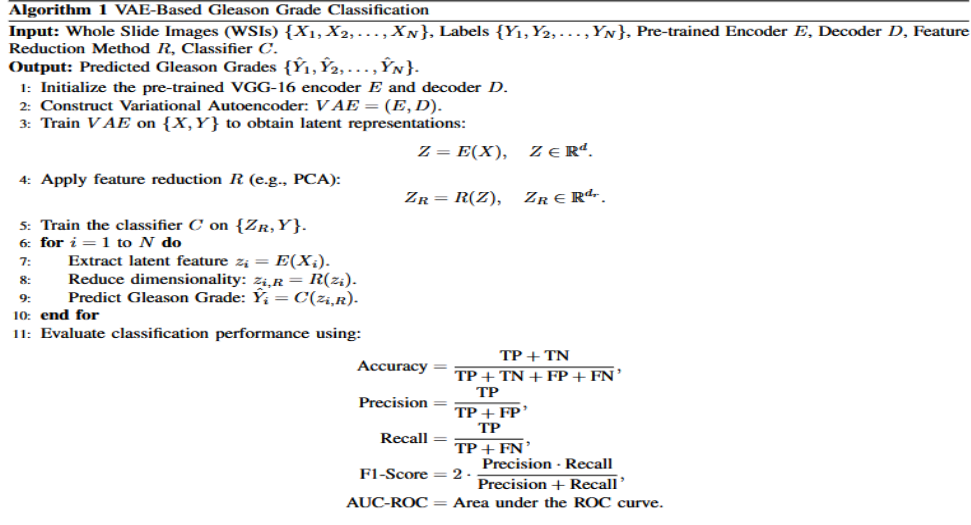 Algorithm 1 VAE-Based Gleason Grade Classification
Input: Whole Slide Images (WSIs) {X₁, X₂, . . . , X_N}, Labels {Y₁, Y₂, . . . , Y_N}, Pre-trained Encoder E, Decoder D, Feature
Reduction Method R, Classifier C.
Output: Predicted Gleason Grades {Ŷ₁, Ŷ₂, . . . , Ŷ_N}.
1: Initialize the pre-trained VGG-16 encoder E and decoder D.
2: Construct Variational Autoencoder: VAE = (E, D).
3: Train VAE on {X, Y} to obtain latent representations:
Z = E(X), Z ∈ ℝ^d.
4: Apply feature reduction R (e.g., PCA):
Z_R = R(Z), Z_R ∈ ℝ^{d_r}.
5: Train the classifier C on {Z_R, Y}.
6: for i = 1 to N do
7: Extract latent feature z_i = E(X_i).
8: Reduce dimensionality: z_{i,R} = R(z_i).
9: Predict Gleason Grade: Ŷ_i = C(z_{i,R}).
10: end for
11: Evaluate classification performance using:
Accuracy = (TP + TN) / (TP + TN + FP + FN),
Precision = TP / (TP + FP),
Recall = TP / (TP + FN),
F1-Score = 2 · (Precision · Recall) / (Precision + Recall),
AUC-ROC = Area under the ROC curve.